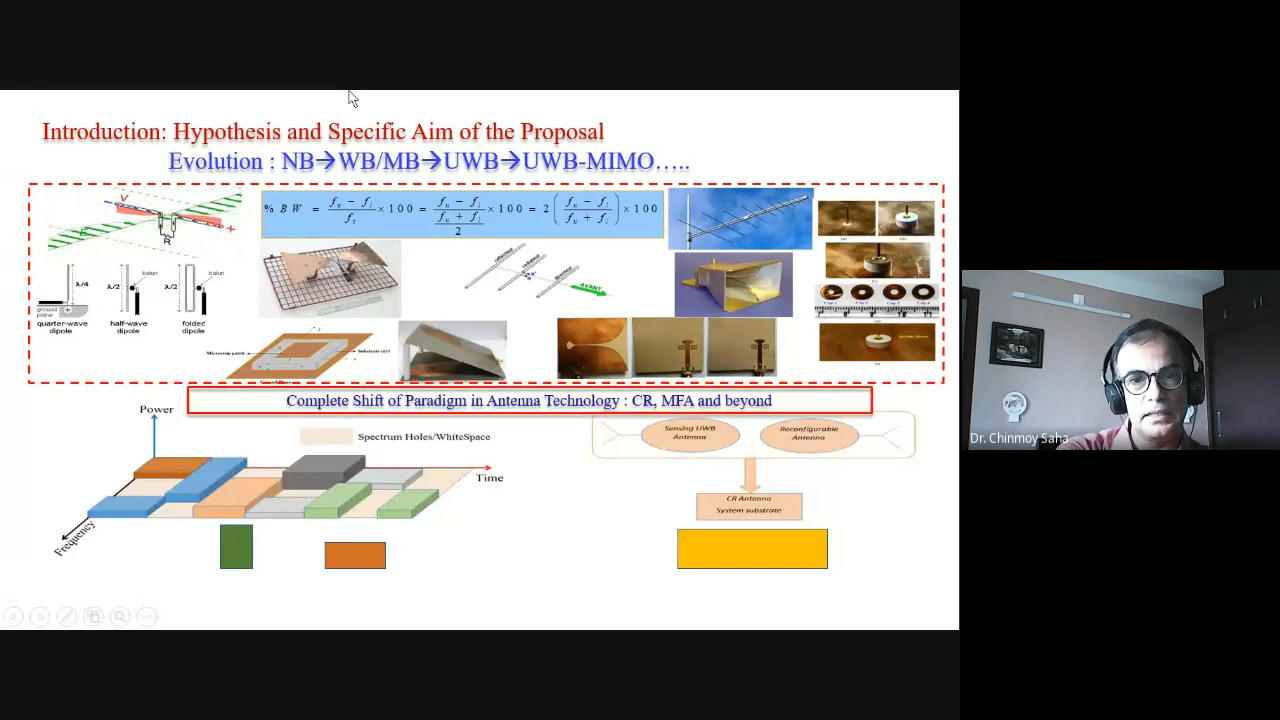 Introduction: Hypothesis and Specific Aim of the Proposal
Evolution : NB→WB/MB→UWB→UWB-MIMO…..
V
E
R
+
% B W = (f_u − f_l)/f_r × 100 = (f_u − f_l)/((f_u + f_l)/2) × 100 = 2 ((f_u − f_l)/(f_u + f_l)) × 100
balun
balun
λ/4
λ/2
λ/2
ground plane
quarter-wave dipole
half-wave dipole
folded dipole
réflecteur
radiateur
directeur
AVANT
Microstrip patch
Substrate (εr)
Complete Shift of Paradigm in Antenna Technology : CR, MFA and beyond
Power
Spectrum Holes/WhiteSpace
Time
Frequency
Sensing UWB Antenna
Reconfigurable Antenna
CR Antenna
System substrate
Dr. Chinmoy Saha